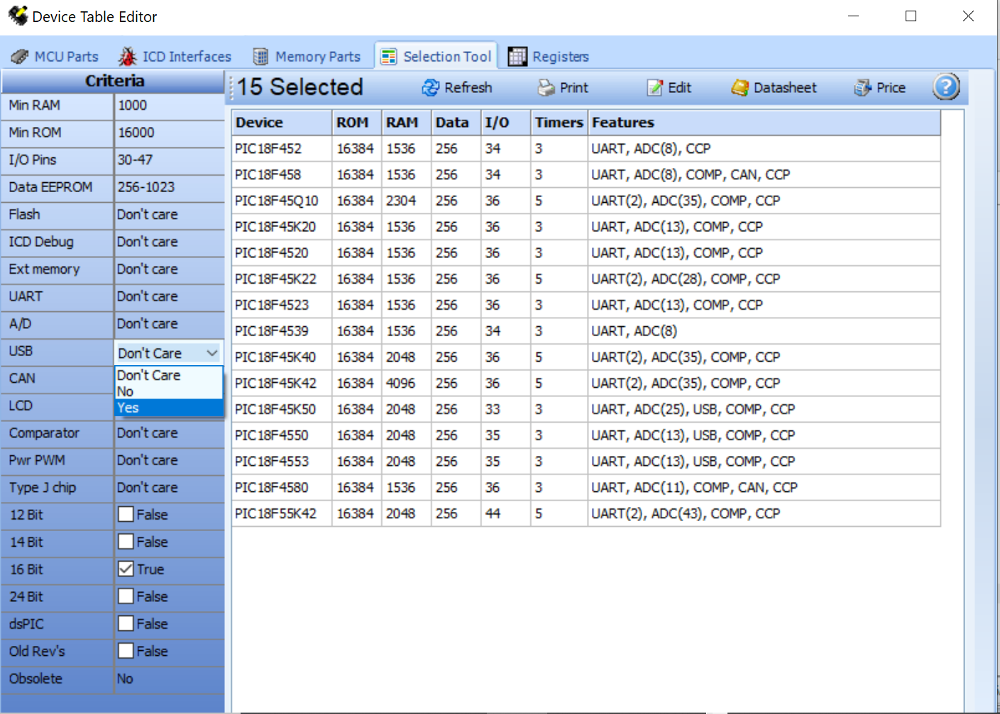 Device Table Editor
MCU Parts ICD Interfaces Memory Parts Selection Tool Registers
Criteria
Min RAM 1000
Min ROM 16000
I/O Pins 30-47
Data EEPROM 256-1023
Flash Don't care
ICD Debug Don't care
Ext memory Don't care
UART Don't care
A/D Don't care
USB Don't Care
Don't Care
CAN No
LCD Yes
Comparator Don't care
Pwr PWM Don't care
Type J chip Don't care
12 Bit False
14 Bit False
16 Bit True
24 Bit False
dsPIC False
Old Rev's False
Obsolete No
15 Selected Refresh Print Edit Datasheet Price ?
Device ROM RAM Data I/O Timers Features
PIC18F452 16384 1536 256 34 3 UART, ADC(8), CCP
PIC18F458 16384 1536 256 34 3 UART, ADC(8), COMP, CAN, CCP
PIC18F45Q10 16384 2304 256 36 5 UART(2), ADC(35), COMP, CCP
PIC18F45K20 16384 1536 256 36 3 UART, ADC(13), COMP, CCP
PIC18F4520 16384 1536 256 36 3 UART, ADC(13), COMP, CCP
PIC18F45K22 16384 1536 256 36 5 UART(2), ADC(28), COMP, CCP
PIC18F4523 16384 1536 256 36 3 UART, ADC(13), COMP, CCP
PIC18F4539 16384 1536 256 34 3 UART, ADC(8)
PIC18F45K40 16384 2048 256 36 5 UART(2), ADC(35), COMP, CCP
PIC18F45K42 16384 4096 256 36 5 UART(2), ADC(35), COMP, CCP
PIC18F45K50 16384 2048 256 33 3 UART, ADC(25), USB, COMP, CCP
PIC18F4550 16384 2048 256 35 3 UART, ADC(13), USB, COMP, CCP
PIC18F4553 16384 2048 256 35 3 UART, ADC(13), USB, COMP, CCP
PIC18F4580 16384 1536 256 36 3 UART, ADC(11), COMP, CAN, CCP
PIC18F55K42 16384 2048 256 44 5 UART(2), ADC(43), COMP, CCP